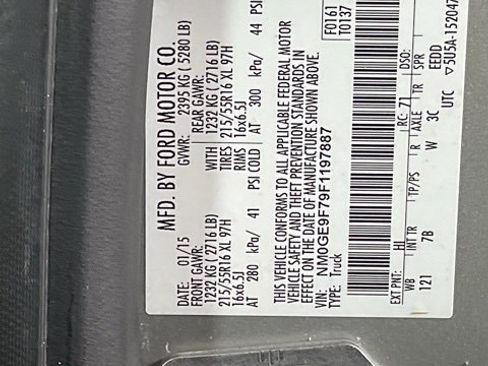 MFD. BY FORD MOTOR CO.
DATE: 01/15 GVWR: 2395 KG ( 5280 LB)
FRONT GAWR: REAR GAWR:
1232 KG ( 2716 LB) WITH 1232 KG ( 2716 LB)
215/55R16 XL 97H TIRES 215/55R16 XL 97H
16x6.5J RIMS 16x6.5J
AT 280 kPa/ 41 PSI COLD AT 300 kPa/ 44 PSI
THIS VEHICLE CONFORMS TO ALL APPLICABLE FEDERAL MOTOR
VEHICLE SAFETY AND THEFT PREVENTION STANDARDS IN
EFFECT ON THE DATE OF MANUFACTURE SHOWN ABOVE.
VIN: NM0GE9F79F1197887
TYPE: Truck
F0161
T0137
EXT PNT: HJ RC: 71 DSO:
WB INT TR TP/PS R AXLE TR SPR
121 7B W 3C EEDD
UTC ▽5U5A-15204